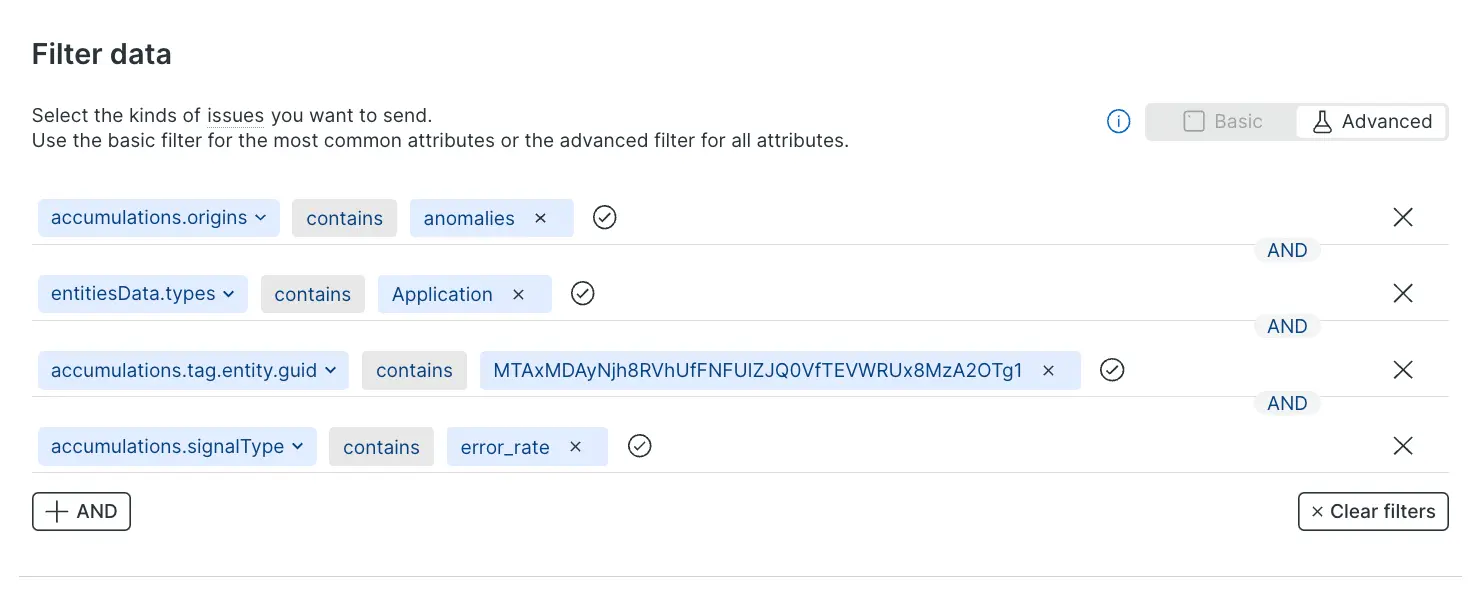 Filter data
Select the kinds of issues you want to send.
Use the basic filter for the most common attributes or the advanced filter for all attributes.
Basic Advanced
accumulations.origins contains anomalies
AND
entitiesData.types contains Application
AND
accumulations.tag.entity.guid contains MTAxMDAyNjh8RVhUfFNFUlZJQ0VfTEVWRUx8MzA2OTg1
AND
accumulations.signalType contains error_rate
AND
Clear filters